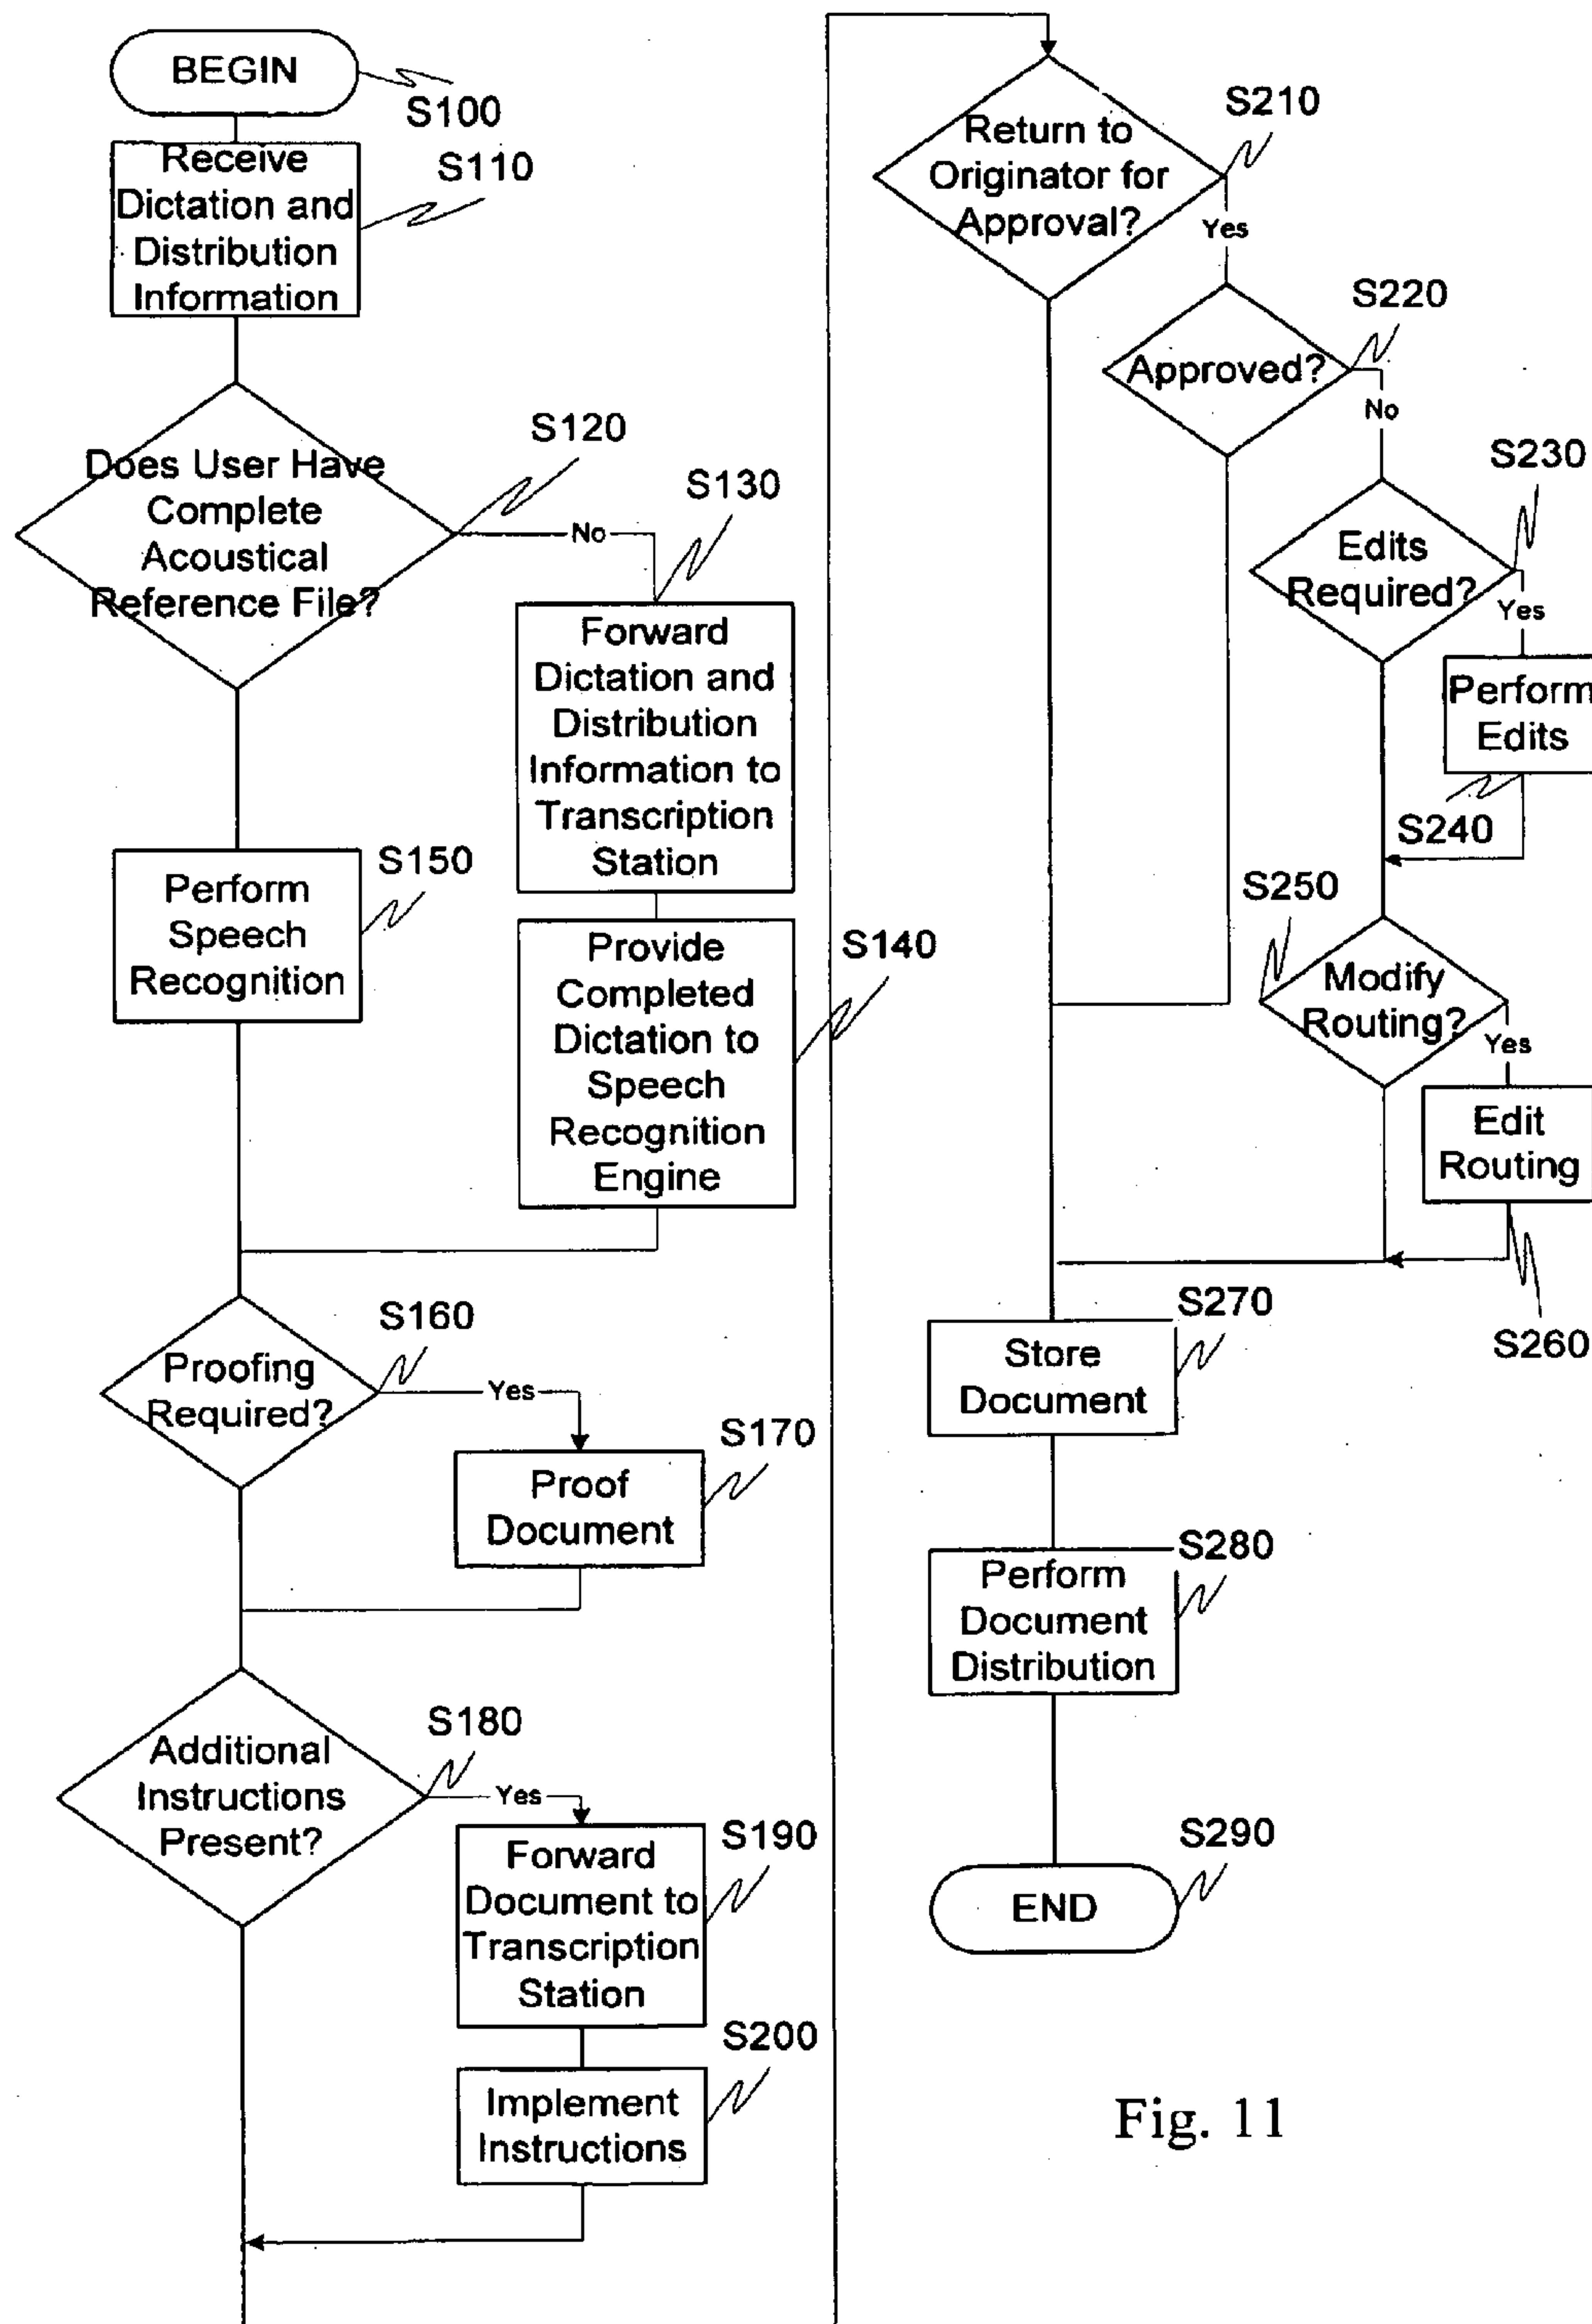 BEGIN
S100
Receive
Dictation and
Distribution
Information
S110
Does User Have
Complete
Acoustical
Reference File?
S120
No
S130
Forward
Dictation and
Distribution
Information to
Transcription
Station
Perform
Speech
Recognition
S150
Provide
Completed
Dictation to
Speech
Recognition
Engine
S140
Proofing
Required?
S160
Yes
Proof
Document
S170
Additional
Instructions
Present?
S180
Yes
Forward
Document to
Transcription
Station
S190
Implement
Instructions
S200
Return to
Originator for
Approval?
S210
Yes
Approved?
S220
No
Edits
Required?
S230
Yes
Perform
Edits
S240
Modify
Routing?
S250
Yes
Edit
Routing
S260
Store
Document
S270
Perform
Document
Distribution
S280
END
S290
Fig. 11